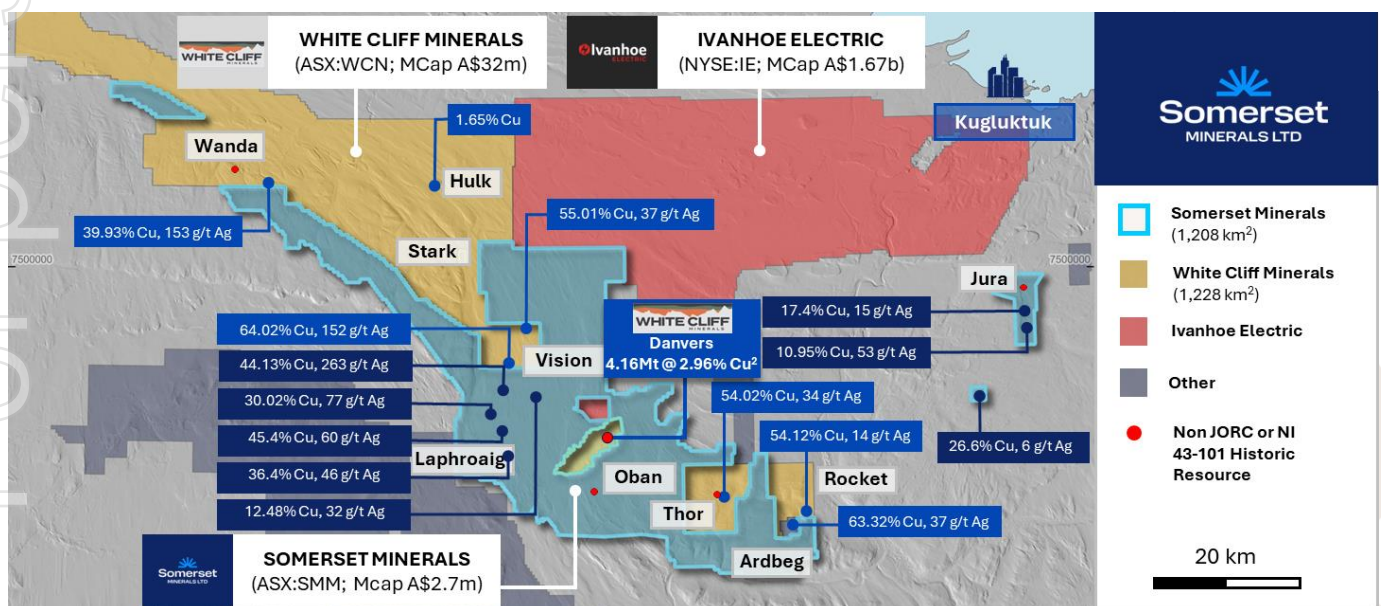 WHITE CLIFF
MINERALS
WHITE CLIFF MINERALS
(ASX:WCN; MCap A$32m)
Ivanhoe
ELECTRIC
IVANHOE ELECTRIC
(NYSE:IE; MCap A$1.67b)
Kugluktuk
Wanda
1.65% Cu
Hulk
39.93% Cu, 153 g/t Ag
55.01% Cu, 37 g/t Ag
Stark
7500000
7500000
Jura
WHITE CLIFF
MINERALS
Danvers
4.16Mt @ 2.96% Cu²
17.4% Cu, 15 g/t Ag
10.95% Cu, 53 g/t Ag
64.02% Cu, 152 g/t Ag
44.13% Cu, 263 g/t Ag
30.02% Cu, 77 g/t Ag
45.4% Cu, 60 g/t Ag
36.4% Cu, 46 g/t Ag
12.48% Cu, 32 g/t Ag
Vision
Laphroaig
54.02% Cu, 34 g/t Ag
54.12% Cu, 14 g/t Ag
26.6% Cu, 6 g/t Ag
Oban
Thor
Rocket
63.32% Cu, 37 g/t Ag
Ardbeg
Somerset
MINERALS LTD
SOMERSET MINERALS
(ASX:SMM; Mcap A$2.7m)
Somerset
MINERALS LTD
Somerset Minerals
(1,208 km²)
White Cliff Minerals
(1,228 km²)
Ivanhoe Electric
Other
Non JORC or NI
43-101 Historic
Resource
20 km